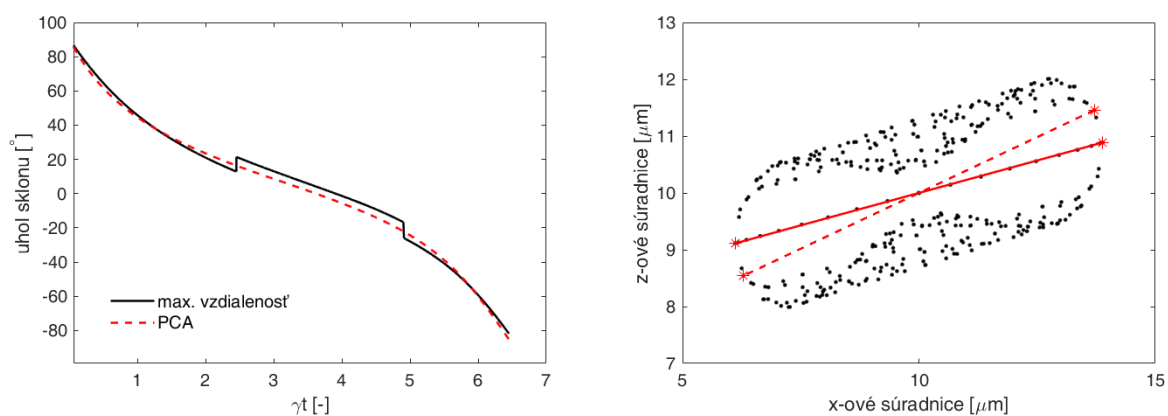 100
80
60
40
20
0
-20
-40
-60
-80
uhol sklonu [°]
max. vzdialenosť
PCA
1 2 3 4 5 6 7
γt [-]
13
12
11
10
9
8
7
z-ové súradnice [μm]
5 10 15
x-ové súradnice [μm]